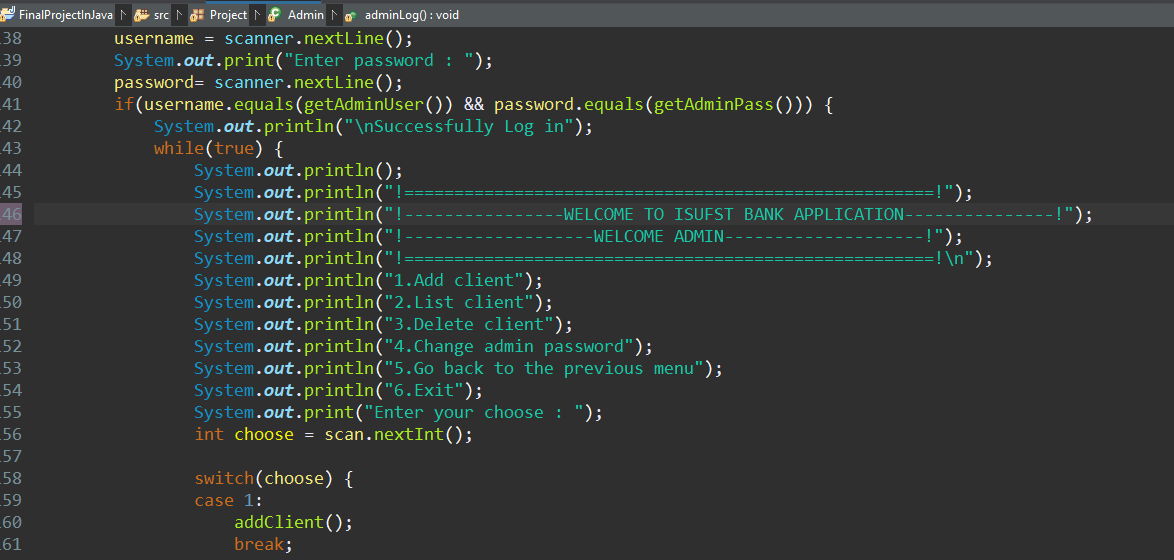 FinalProjectInJava src Project Admin adminLog() : void
.38 username = scanner.nextLine();
.39 System.out.print("Enter password : ");
.40 password= scanner.nextLine();
.41 if(username.equals(getAdminUser()) && password.equals(getAdminPass())) {
.42 System.out.println("\nSuccessfully Log in");
.43 while(true) {
.44 System.out.println();
.45 System.out.println("!=====================================================!");
.46 System.out.println("!----------------WELCOME TO ISUFST BANK APPLICATION---------------!");
.47 System.out.println("!-------------------WELCOME ADMIN--------------------!");
.48 System.out.println("!=====================================================!\n");
.49 System.out.println("1.Add client");
.50 System.out.println("2.List client");
.51 System.out.println("3.Delete client");
.52 System.out.println("4.Change admin password");
.53 System.out.println("5.Go back to the previous menu");
.54 System.out.println("6.Exit");
.55 System.out.print("Enter your choose : ");
.56 int choose = scan.nextInt();
.57
.58 switch(choose) {
.59 case 1:
.60 addClient();
.61 break;